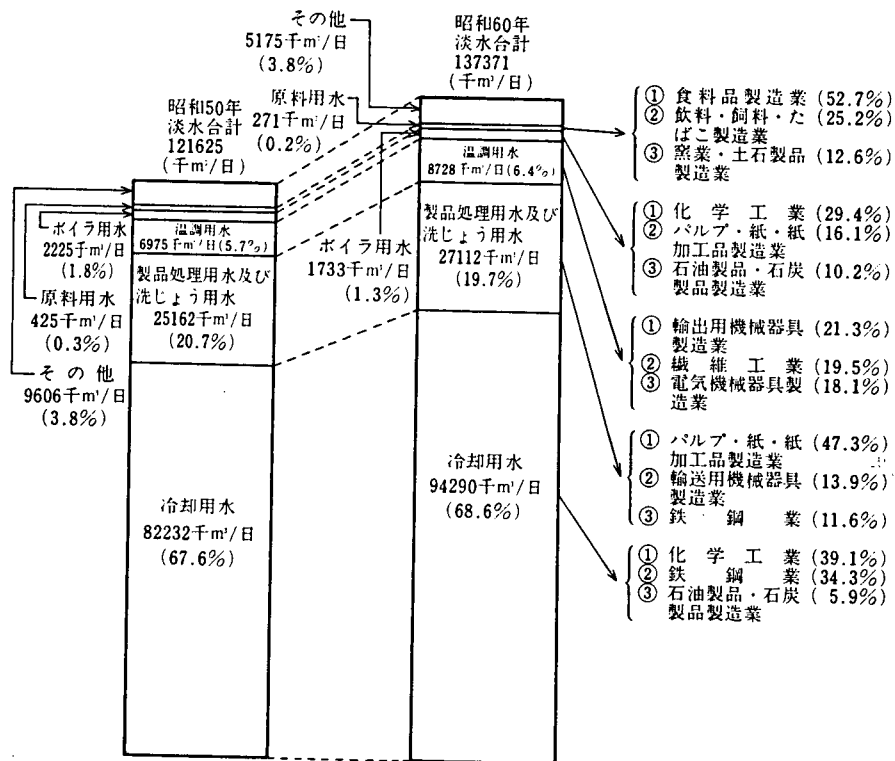 その他
5175千m³/日
(3.8%)
昭和60年
淡水合計
137371
(千m³/日)
原料用水
271千m³/日
(0.2%)
昭和50年
淡水合計
121625
(千m³/日)
温調用水
8728千m³/日(6.4%)
ボイラ用水
2225千m³/日
(1.8%)
温調用水
6975千m³/日(5.7%)
ボイラ用水
1733千m³/日
(1.3%)
製品処理用水及び
洗じょう用水
27112千m³/日
(19.7%)
原料用水
425千m³/日
(0.3%)
製品処理用水及び
洗じょう用水
25162千m³/日
(20.7%)
その他
9606千m³/日
(3.8%)
冷却用水
82232千m³/日
(67.6%)
冷却用水
94290千m³/日
(68.6%)
① 食料品製造業 (52.7%)
② 飲料・飼料・た (25.2%)
ばこ製造業
③ 窯業・土石製品 (12.6%)
製造業
① 化学工業 (29.4%)
② パルプ・紙・紙 (16.1%)
加工品製造業
③ 石油製品・石炭 (10.2%)
製品製造業
① 輸出用機械器具 (21.3%)
製造業
② 繊維工業 (19.5%)
③ 電気機械器具製 (18.1%)
造業
① パルプ・紙・紙 (47.3%)
加工品製造業
② 輸送用機械器具 (13.9%)
製造業
③ 鉄鋼業 (11.6%)
① 化学工業 (39.1%)
② 鉄鋼業 (34.3%)
③ 石油製品・石炭 ( 5.9%)
製品製造業